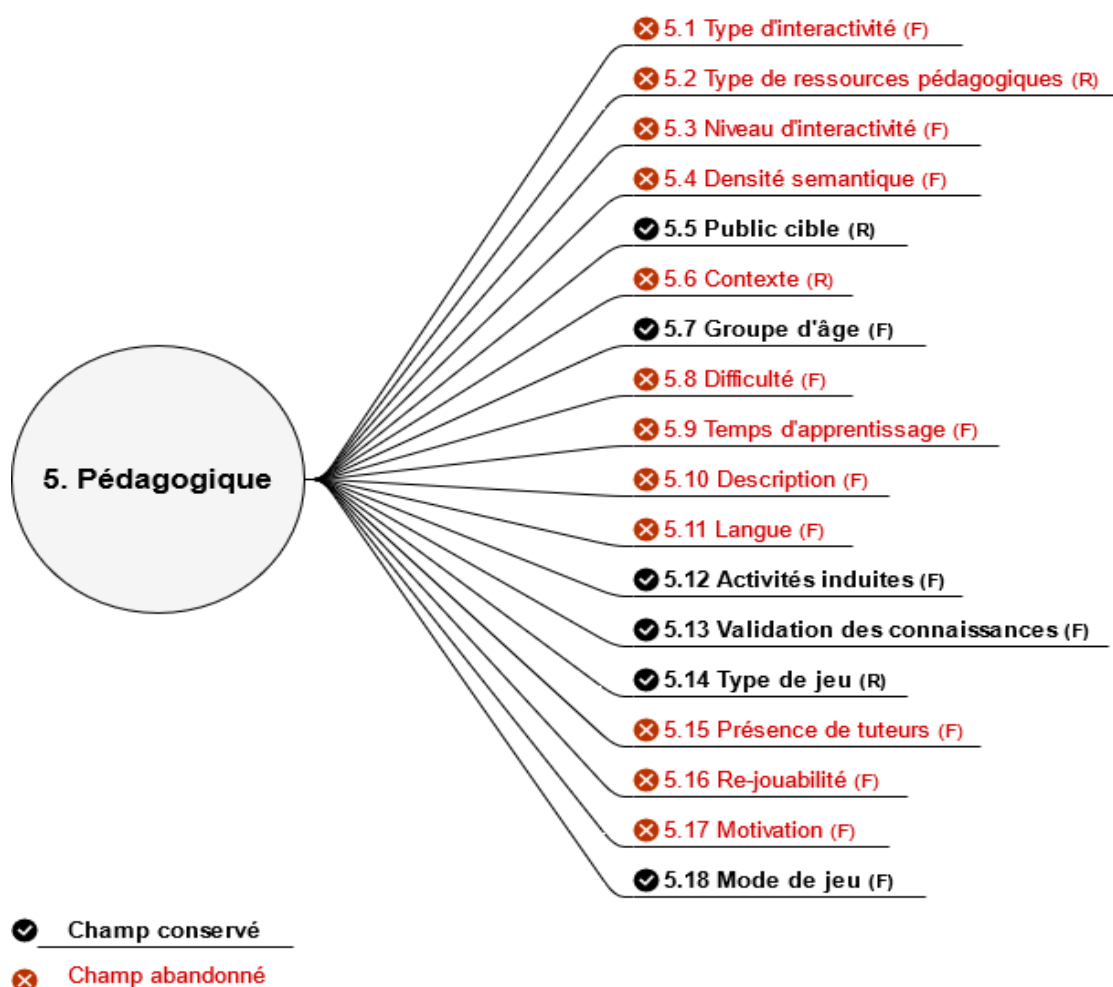 5.1 Type d'interactivité (F)
5.2 Type de ressources pédagogiques (R)
5.3 Niveau d'interactivité (F)
5.4 Densité semantique (F)
5.5 Public cible (R)
5.6 Contexte (R)
5.7 Groupe d'âge (F)
5.8 Difficulté (F)
5.9 Temps d'apprentissage (F)
5. Pédagogique
5.10 Description (F)
5.11 Langue (F)
5.12 Activités induites (F)
5.13 Validation des connaissances (F)
5.14 Type de jeu (R)
5.15 Présence de tuteurs (F)
5.16 Re-jouabilité (F)
5.17 Motivation (F)
5.18 Mode de jeu (F)
Champ conservé
Champ abandonné